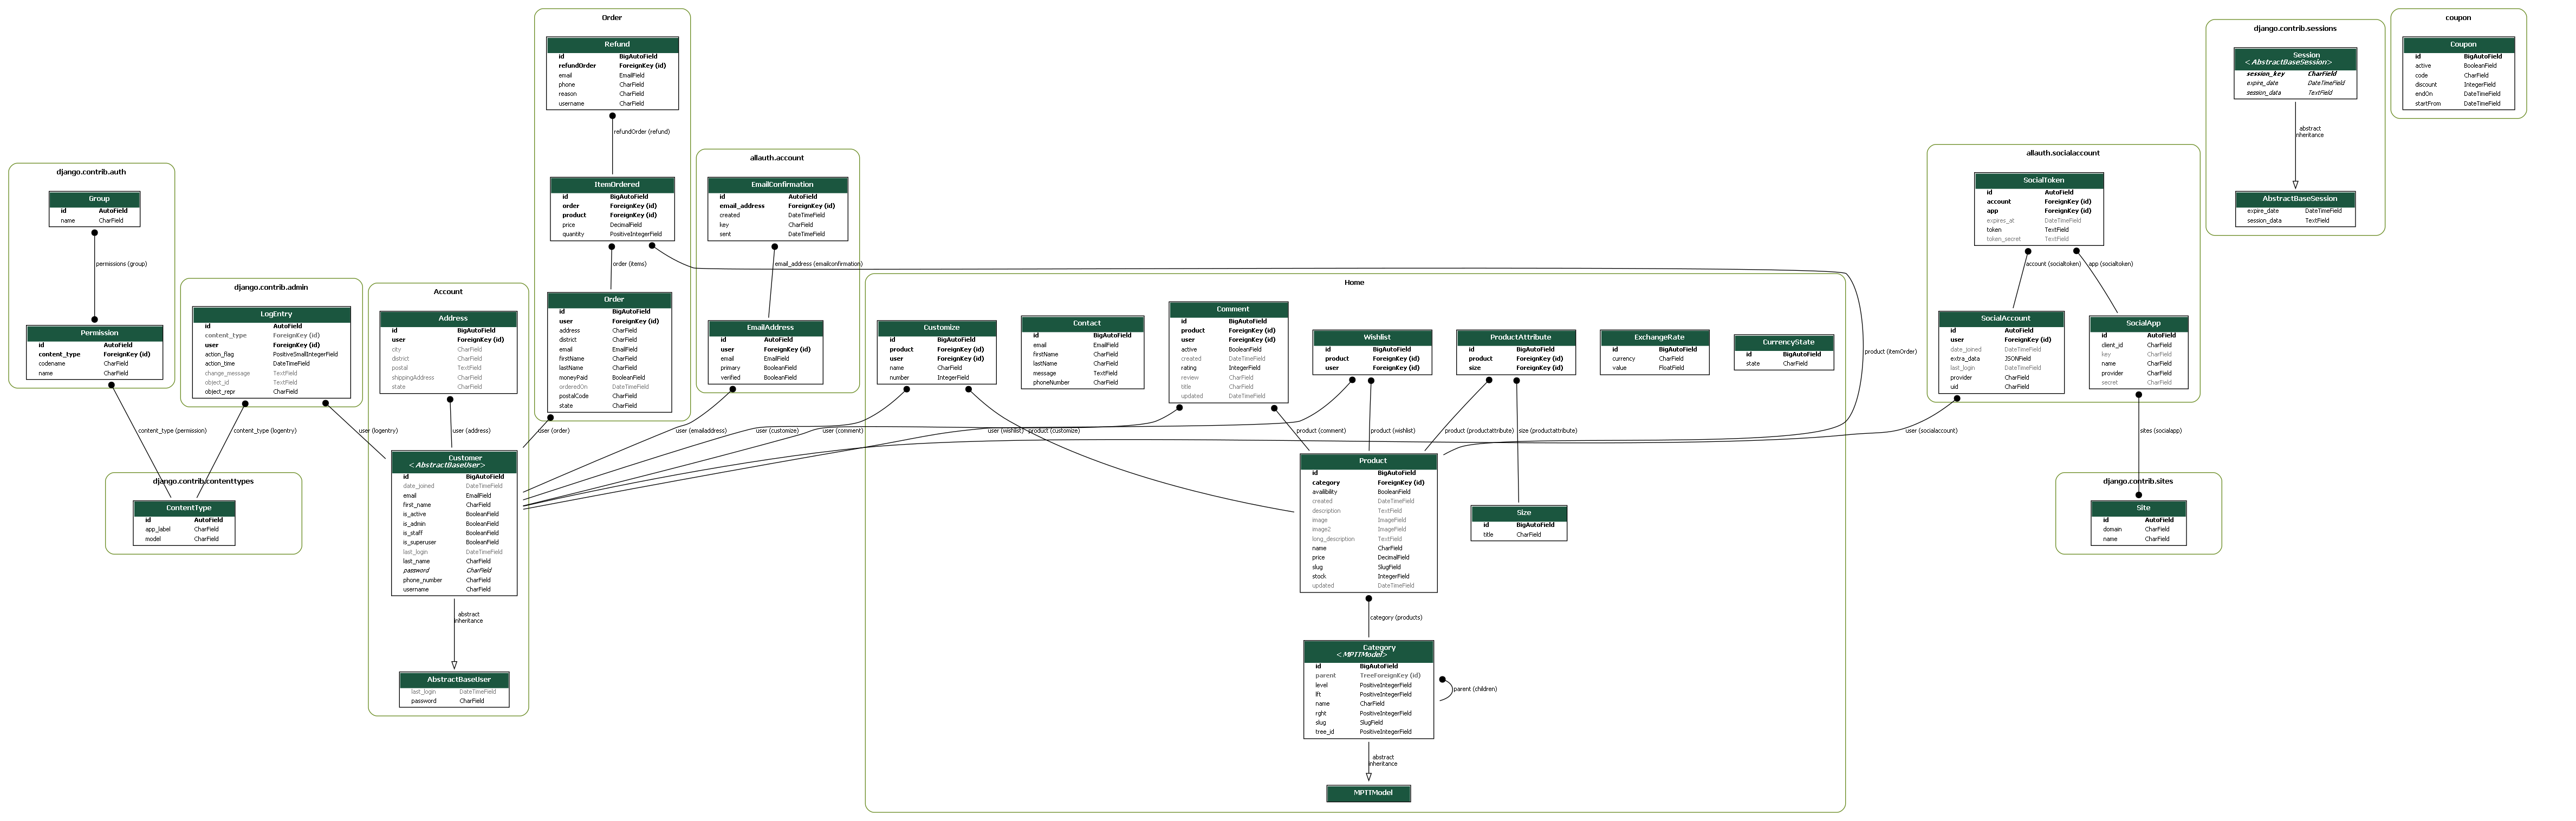 Order
Refund
id BigAutoField
refundOrder ForeignKey (id)
email EmailField
phone CharField
reason CharField
username CharField
refundOrder (refund)
ItemOrdered
id BigAutoField
order ForeignKey (id)
product ForeignKey (id)
price DecimalField
quantity PositiveIntegerField
order (items)
Order
id BigAutoField
user ForeignKey (id)
address CharField
district CharField
email EmailField
firstName CharField
lastName CharField
moneyPaid BooleanField
orderedOn DateTimeField
postalCode CharField
state CharField
django.contrib.auth
Group
id AutoField
name CharField
permissions (group)
Permission
id AutoField
content_type ForeignKey (id)
codename CharField
name CharField
content_type (permission)
django.contrib.admin
LogEntry
id AutoField
content_type ForeignKey (id)
user ForeignKey (id)
action_flag PositiveSmallIntegerField
action_time DateTimeField
change_message TextField
object_id TextField
object_repr CharField
content_type (logentry)
user (logentry)
django.contrib.contenttypes
ContentType
id AutoField
app_label CharField
model CharField
Account
Address
id BigAutoField
user ForeignKey (id)
city CharField
district CharField
postal TextField
shippingAddress CharField
state CharField
user (address)
user (order)
Customer
<AbstractBaseUser>
id BigAutoField
date_joined DateTimeField
email EmailField
first_name CharField
is_active BooleanField
is_admin BooleanField
is_staff BooleanField
is_superuser BooleanField
last_login DateTimeField
last_name CharField
password CharField
phone_number CharField
username CharField
abstract
inheritance
AbstractBaseUser
last_login DateTimeField
password CharField
allauth.account
EmailConfirmation
id AutoField
email_address ForeignKey (id)
created DateTimeField
key CharField
sent DateTimeField
email_address (emailconfirmation)
EmailAddress
id AutoField
user ForeignKey (id)
email EmailField
primary BooleanField
verified BooleanField
user (emailaddress)
Home
Customize
id BigAutoField
product ForeignKey (id)
user ForeignKey (id)
name CharField
number IntegerField
user (customize)
product (customize)
Contact
id BigAutoField
email EmailField
firstName CharField
lastName CharField
message TextField
phoneNumber CharField
Comment
id BigAutoField
product ForeignKey (id)
user ForeignKey (id)
active BooleanField
created DateTimeField
rating IntegerField
review CharField
title CharField
updated DateTimeField
user (comment)
product (comment)
Wishlist
id BigAutoField
product ForeignKey (id)
user ForeignKey (id)
user (wishlist)
product (wishlist)
ProductAttribute
id BigAutoField
product ForeignKey (id)
size ForeignKey (id)
product (productattribute)
size (productattribute)
ExchangeRate
id BigAutoField
currency CharField
value FloatField
CurrencyState
id BigAutoField
state CharField
product (itemOrder)
Product
id BigAutoField
category ForeignKey (id)
availibility BooleanField
created DateTimeField
description TextField
image ImageField
image2 ImageField
long_description TextField
name CharField
price DecimalField
slug SlugField
stock IntegerField
updated DateTimeField
Size
id BigAutoField
title CharField
category (products)
Category
<MPTTModel>
id BigAutoField
parent TreeForeignKey (id)
level PositiveIntegerField
lft PositiveIntegerField
name CharField
rght PositiveIntegerField
slug SlugField
tree_id PositiveIntegerField
parent (children)
abstract
inheritance
MPTTModel
allauth.socialaccount
SocialToken
id AutoField
account ForeignKey (id)
app ForeignKey (id)
expires_at DateTimeField
token TextField
token_secret TextField
account (socialtoken)
app (socialtoken)
SocialAccount
id AutoField
user ForeignKey (id)
date_joined DateTimeField
extra_data JSONField
last_login DateTimeField
provider CharField
uid CharField
user (socialaccount)
SocialApp
id AutoField
client_id CharField
key CharField
name CharField
provider CharField
secret CharField
sites (socialapp)
django.contrib.sites
Site
id AutoField
domain CharField
name CharField
django.contrib.sessions
Session
<AbstractBaseSession>
session_key CharField
expire_date DateTimeField
session_data TextField
abstract
inheritance
AbstractBaseSession
expire_date DateTimeField
session_data TextField
coupon
Coupon
id BigAutoField
active BooleanField
code CharField
discount IntegerField
endOn DateTimeField
startFrom DateTimeField